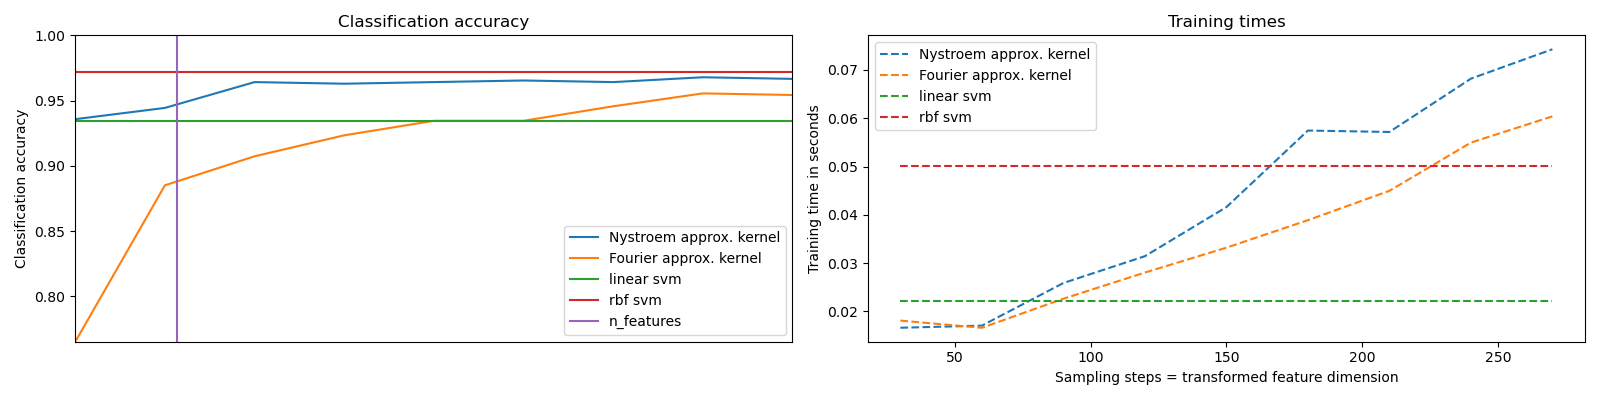 Classification accuracy
Classification accuracy
1.00
0.95
0.90
0.85
0.80
Nystroem approx. kernel
Fourier approx. kernel
linear svm
rbf svm
n_features
Training times
Training time in seconds
0.07
0.06
0.05
0.04
0.03
0.02
Nystroem approx. kernel
Fourier approx. kernel
linear svm
rbf svm
50
100
150
200
250
Sampling steps = transformed feature dimension